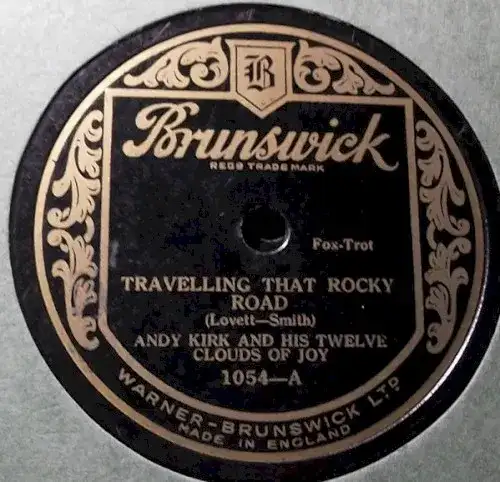 B
Brunswick
REGD TRADE MARK
Fox-Trot
TRAVELLING THAT ROCKY
ROAD
(Lovett—Smith)
ANDY KIRK AND HIS TWELVE
CLOUDS OF JOY
1054—A
WARNER-BRUNSWICK LTD
MADE IN ENGLAND